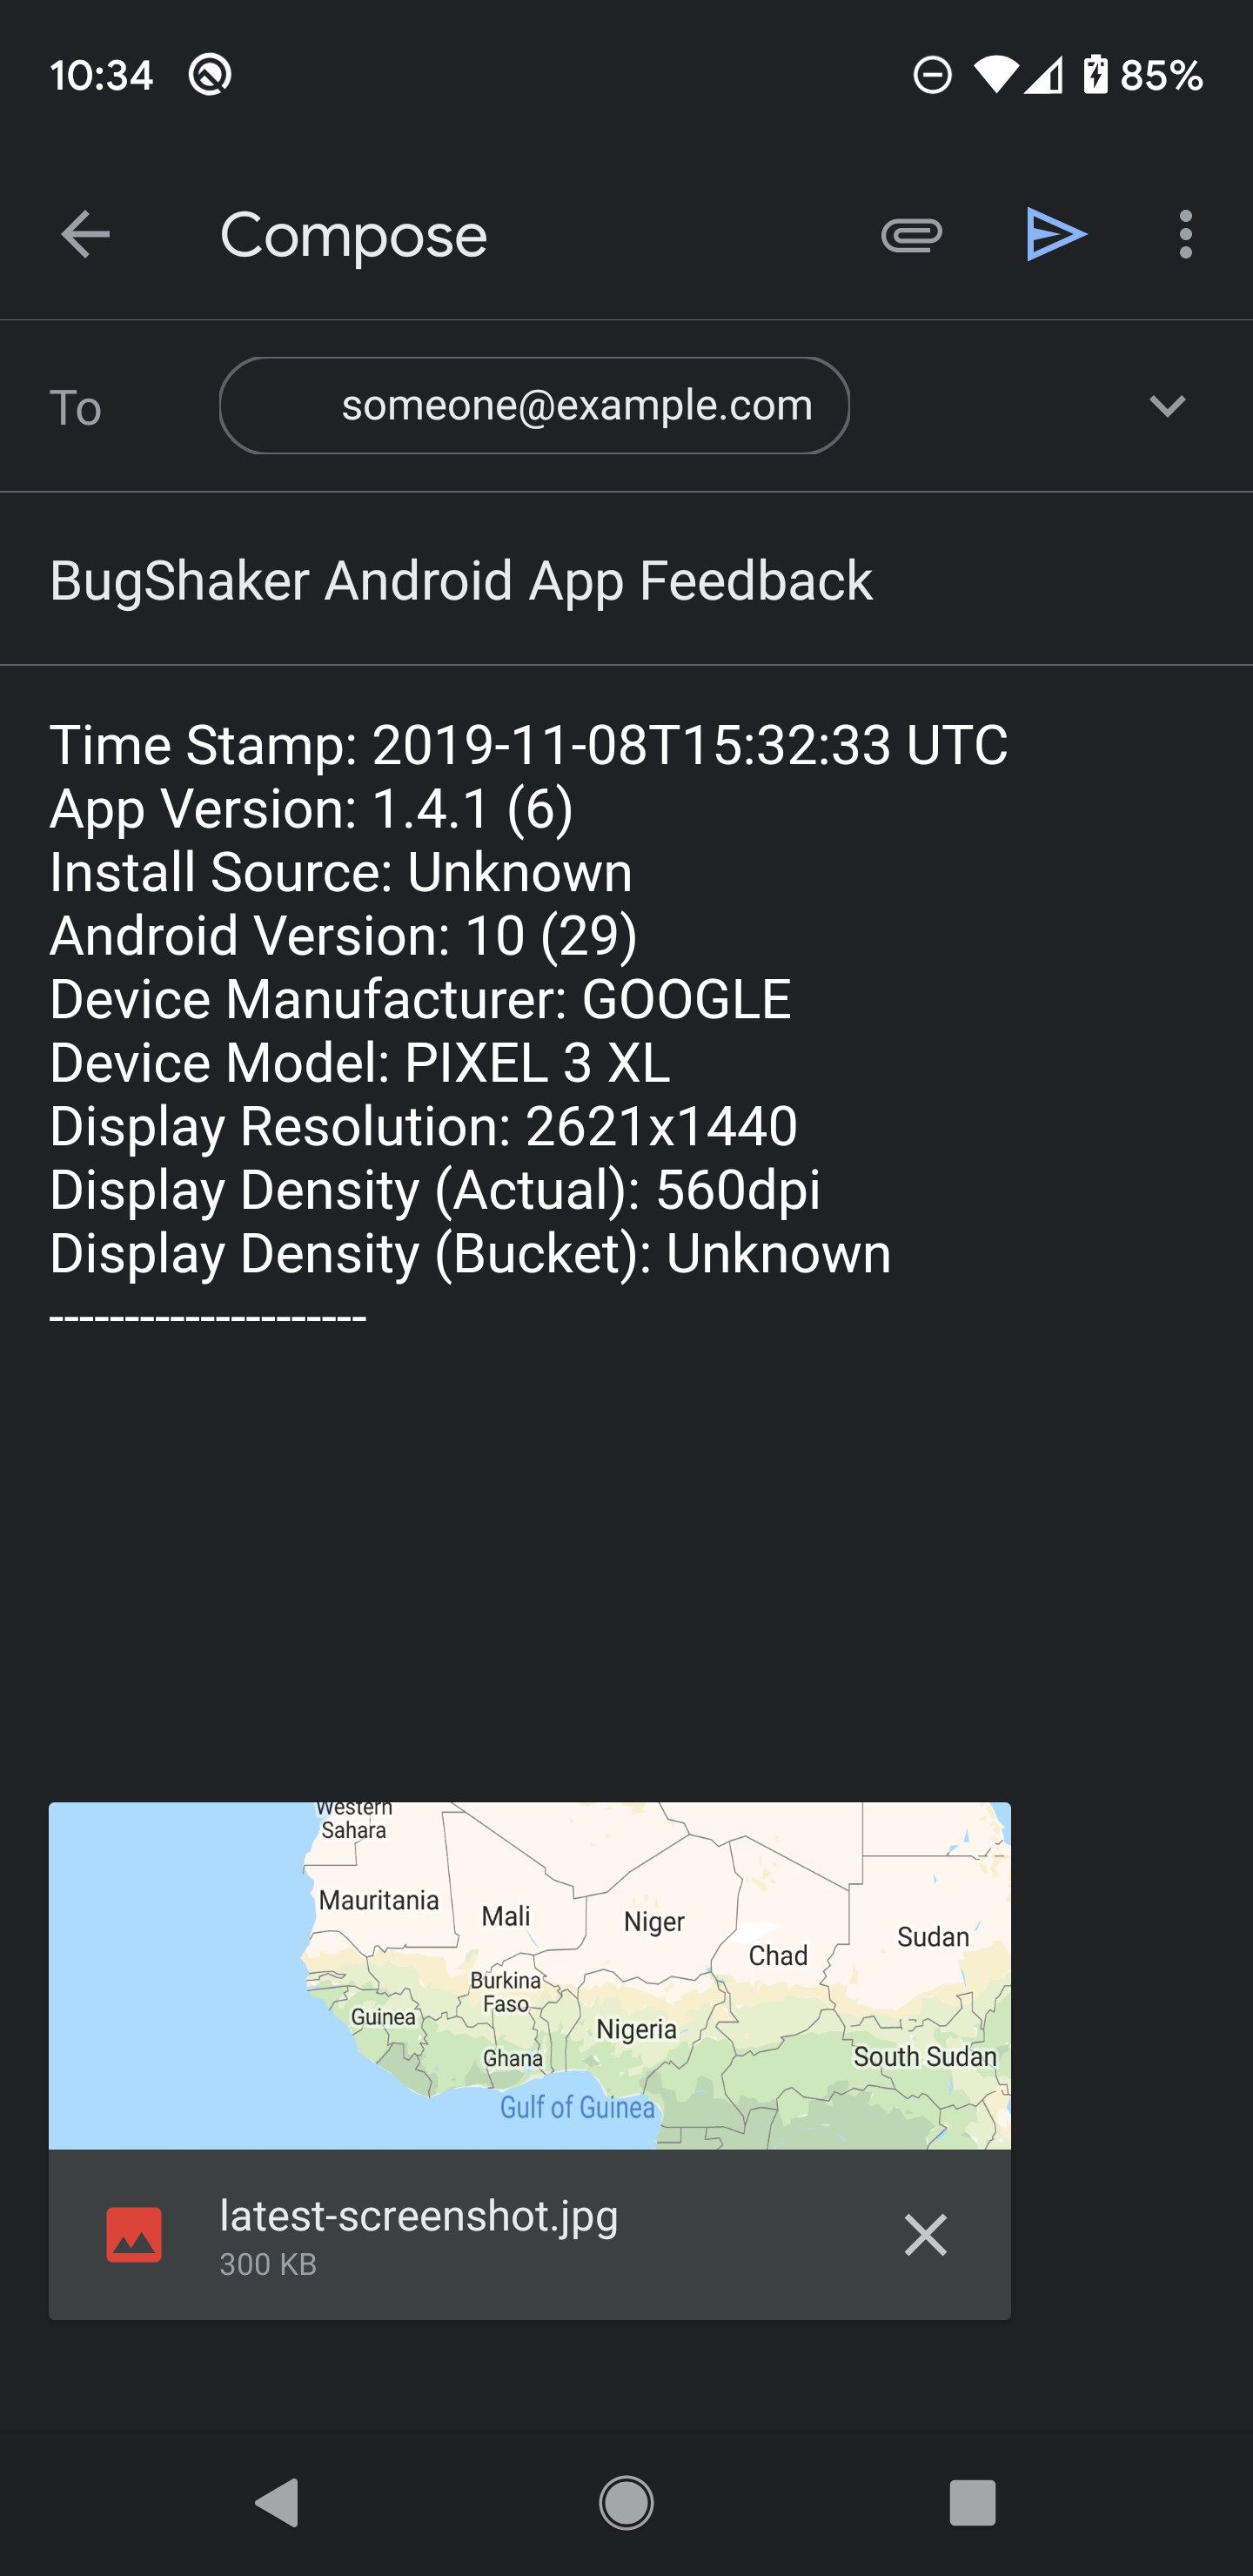 10:34
85%
Compose
To
someone@example.com
BugShaker Android App Feedback
Time Stamp: 2019-11-08T15:32:33 UTC
App Version: 1.4.1 (6)
Install Source: Unknown
Android Version: 10 (29)
Device Manufacturer: GOOGLE
Device Model: PIXEL 3 XL
Display Resolution: 2621x1440
Display Density (Actual): 560dpi
Display Density (Bucket): Unknown
---------------------
Western
Sahara
Mauritania
Mali
Niger
Chad
Sudan
Burkina
Faso
Guinea
Nigeria
Ghana
South Sudan
Gulf of Guinea
latest-screenshot.jpg
300 KB